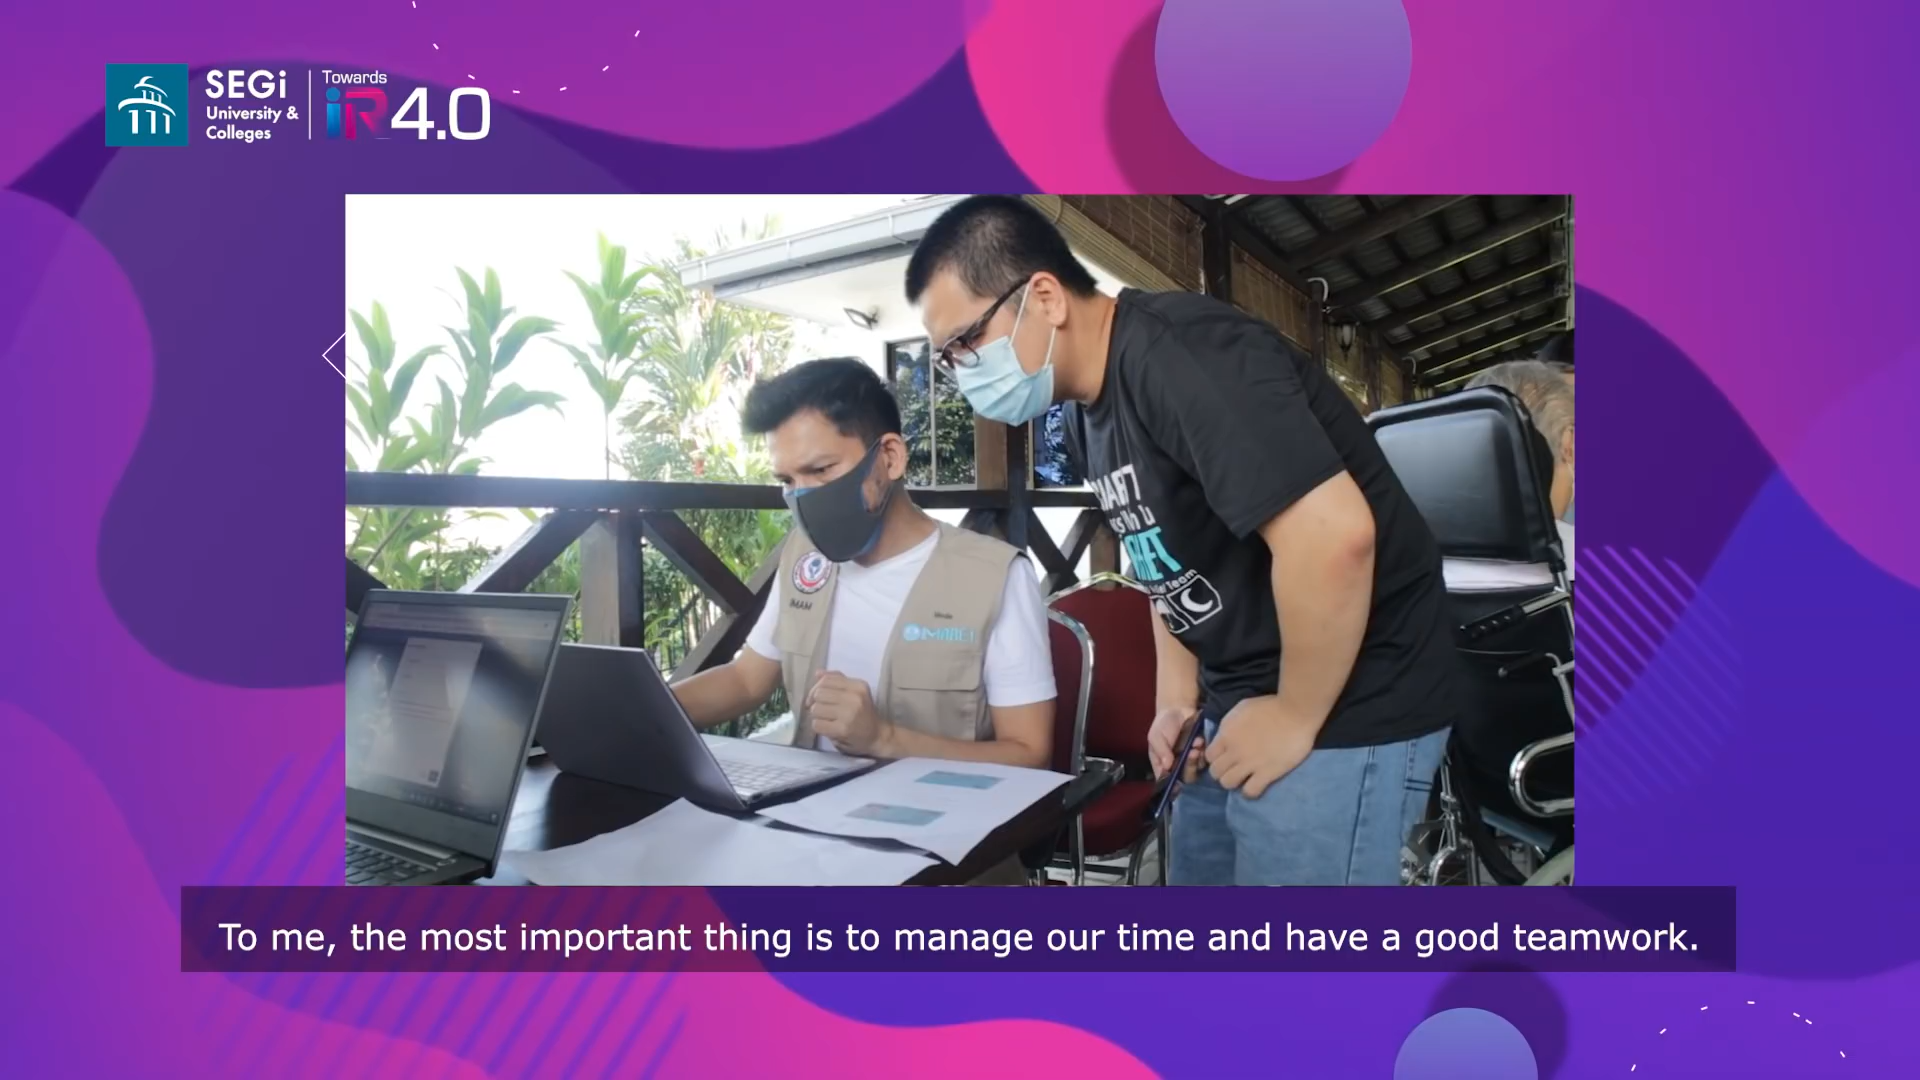 SEGi
University &
Colleges
Towards
iR4.0
IMAM
To me, the most important thing is to manage our time and have a good teamwork.